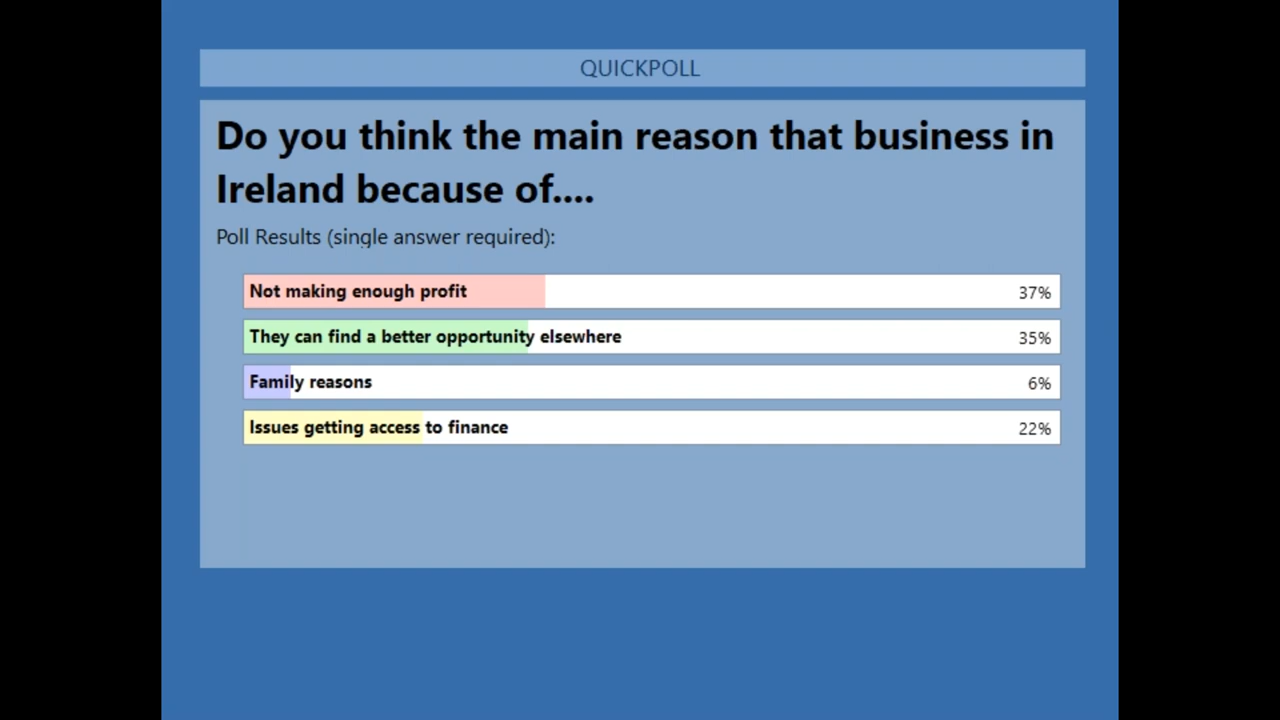 QUICKPOLL
Do you think the main reason that business in
Ireland because of....
Poll Results (single answer required):
Not making enough profit 37%
They can find a better opportunity elsewhere 35%
Family reasons 6%
Issues getting access to finance 22%